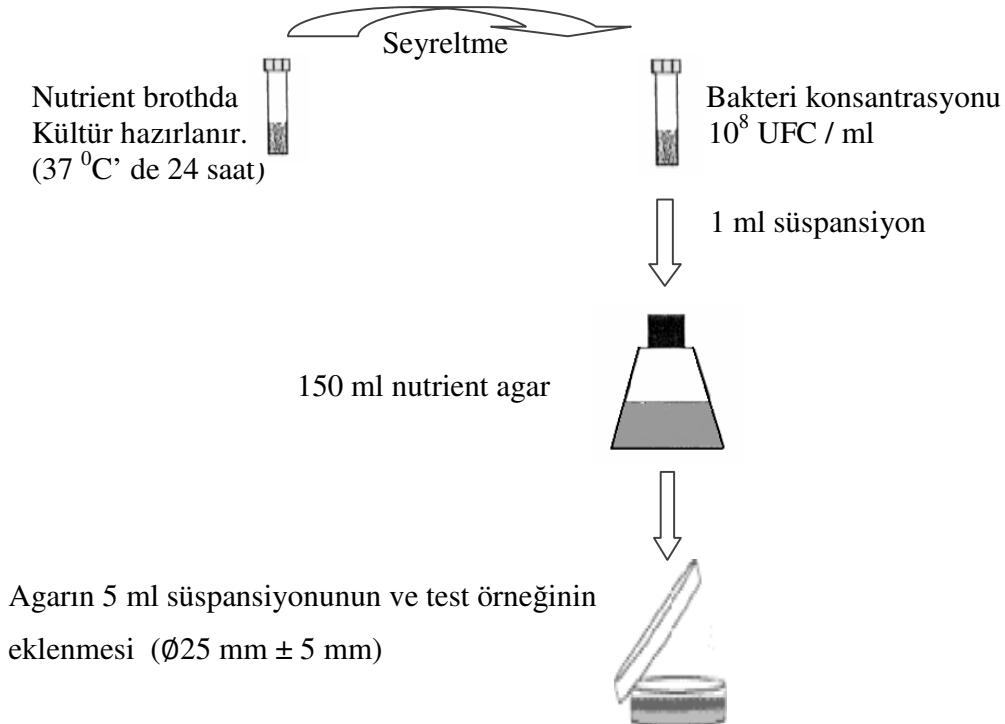 Seyreltme
Nutrient brothda
Kültür hazırlanır.
(37 ⁰C’ de 24 saat)
Bakteri konsantrasyonu
10⁸ UFC / ml
1 ml süspansiyon
150 ml nutrient agar
Agarın 5 ml süspansiyonunun ve test örneğinin
eklenmesi (Ø25 mm ± 5 mm)